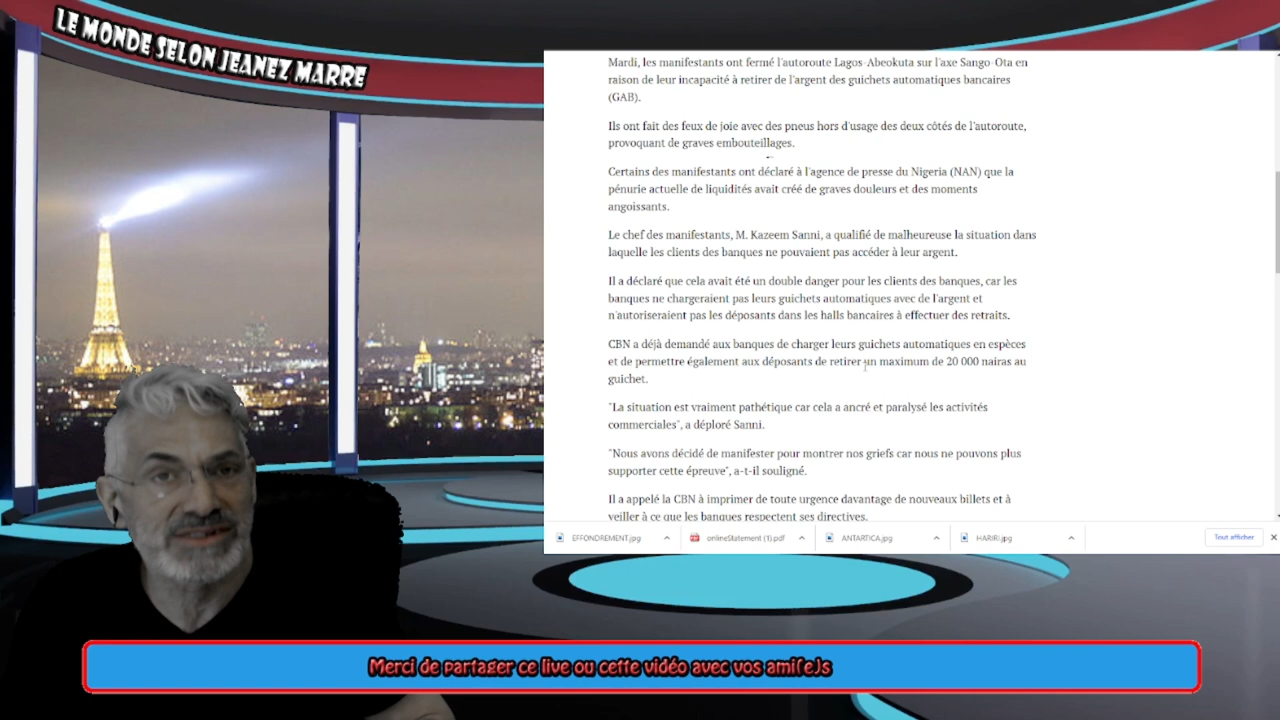 LE MONDE SELON JEANEZ MARRE
Mardi, les manifestants ont fermé l'autoroute Lagos-Abeokuta sur l'axe Sango-Ota en
raison de leur incapacité à retirer de l'argent des guichets automatiques bancaires
(GAB).
Ils ont fait des feux de joie avec des pneus hors d'usage des deux côtés de l'autoroute,
provoquant de graves embouteillages.
Certains des manifestants ont déclaré à l'agence de presse du Nigeria (NAN) que la
pénurie actuelle de liquidités avait créé de graves douleurs et des moments
angoissants.
Le chef des manifestants, M. Kazeem Sanni, a qualifié de malheureuse la situation dans
laquelle les clients des banques ne pouvaient pas accéder à leur argent.
Il a déclaré que cela avait été un double danger pour les clients des banques, car les
banques ne chargeraient pas leurs guichets automatiques avec de l'argent et
n'autoriseraient pas les déposants dans les halls bancaires à effectuer des retraits.
CBN a déjà demandé aux banques de charger leurs guichets automatiques en espèces
et de permettre également aux déposants de retirer un maximum de 20 000 nairas au
guichet.
"La situation est vraiment pathétique car cela a ancré et paralysé les activités
commerciales", a déploré Sanni.
"Nous avons décidé de manifester pour montrer nos griefs car nous ne pouvons plus
supporter cette épreuve", a-t-il souligné.
Il a appelé la CBN à imprimer de toute urgence davantage de nouveaux billets et à
veiller à ce que les banques respectent ses directives.
EFFONDREMENT.jpg
onlineStatement (1).pdf
ANTARTICA.jpg
HARIRI.jpg
Tout afficher
Merci de partager ce live ou cette vidéo avec vos ami(e)s